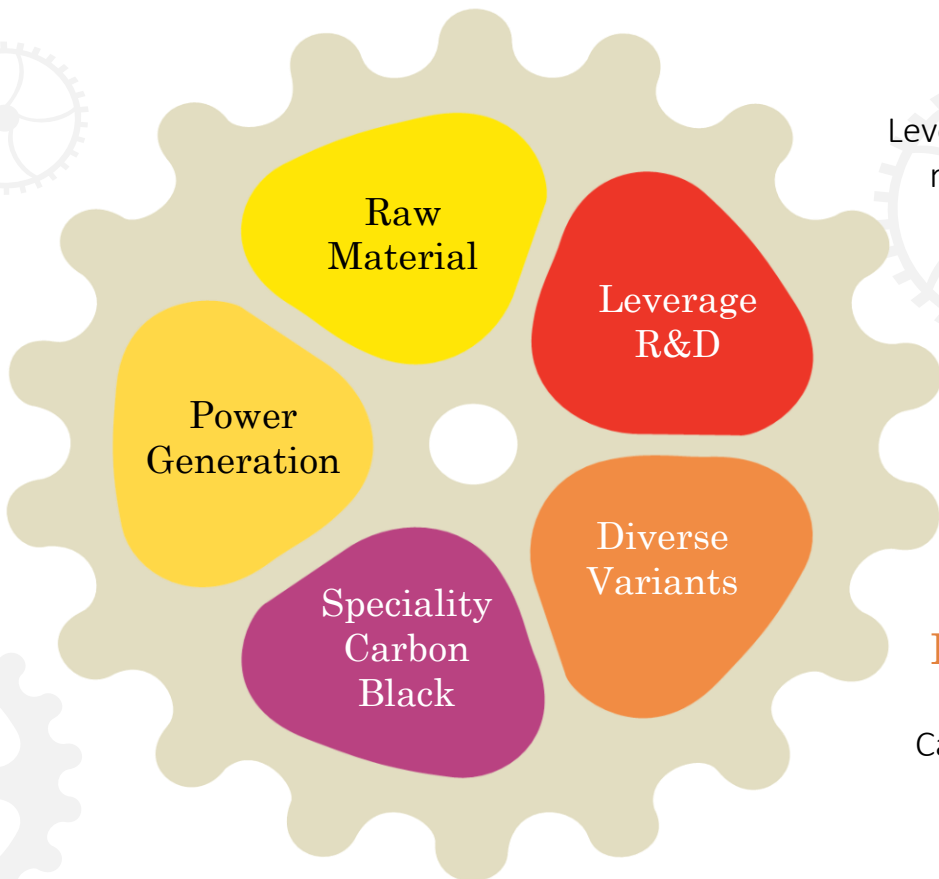 Raw
Material
Leverage
R&D
Power
Generation
Diverse
Variants
Speciality
Carbon
Black